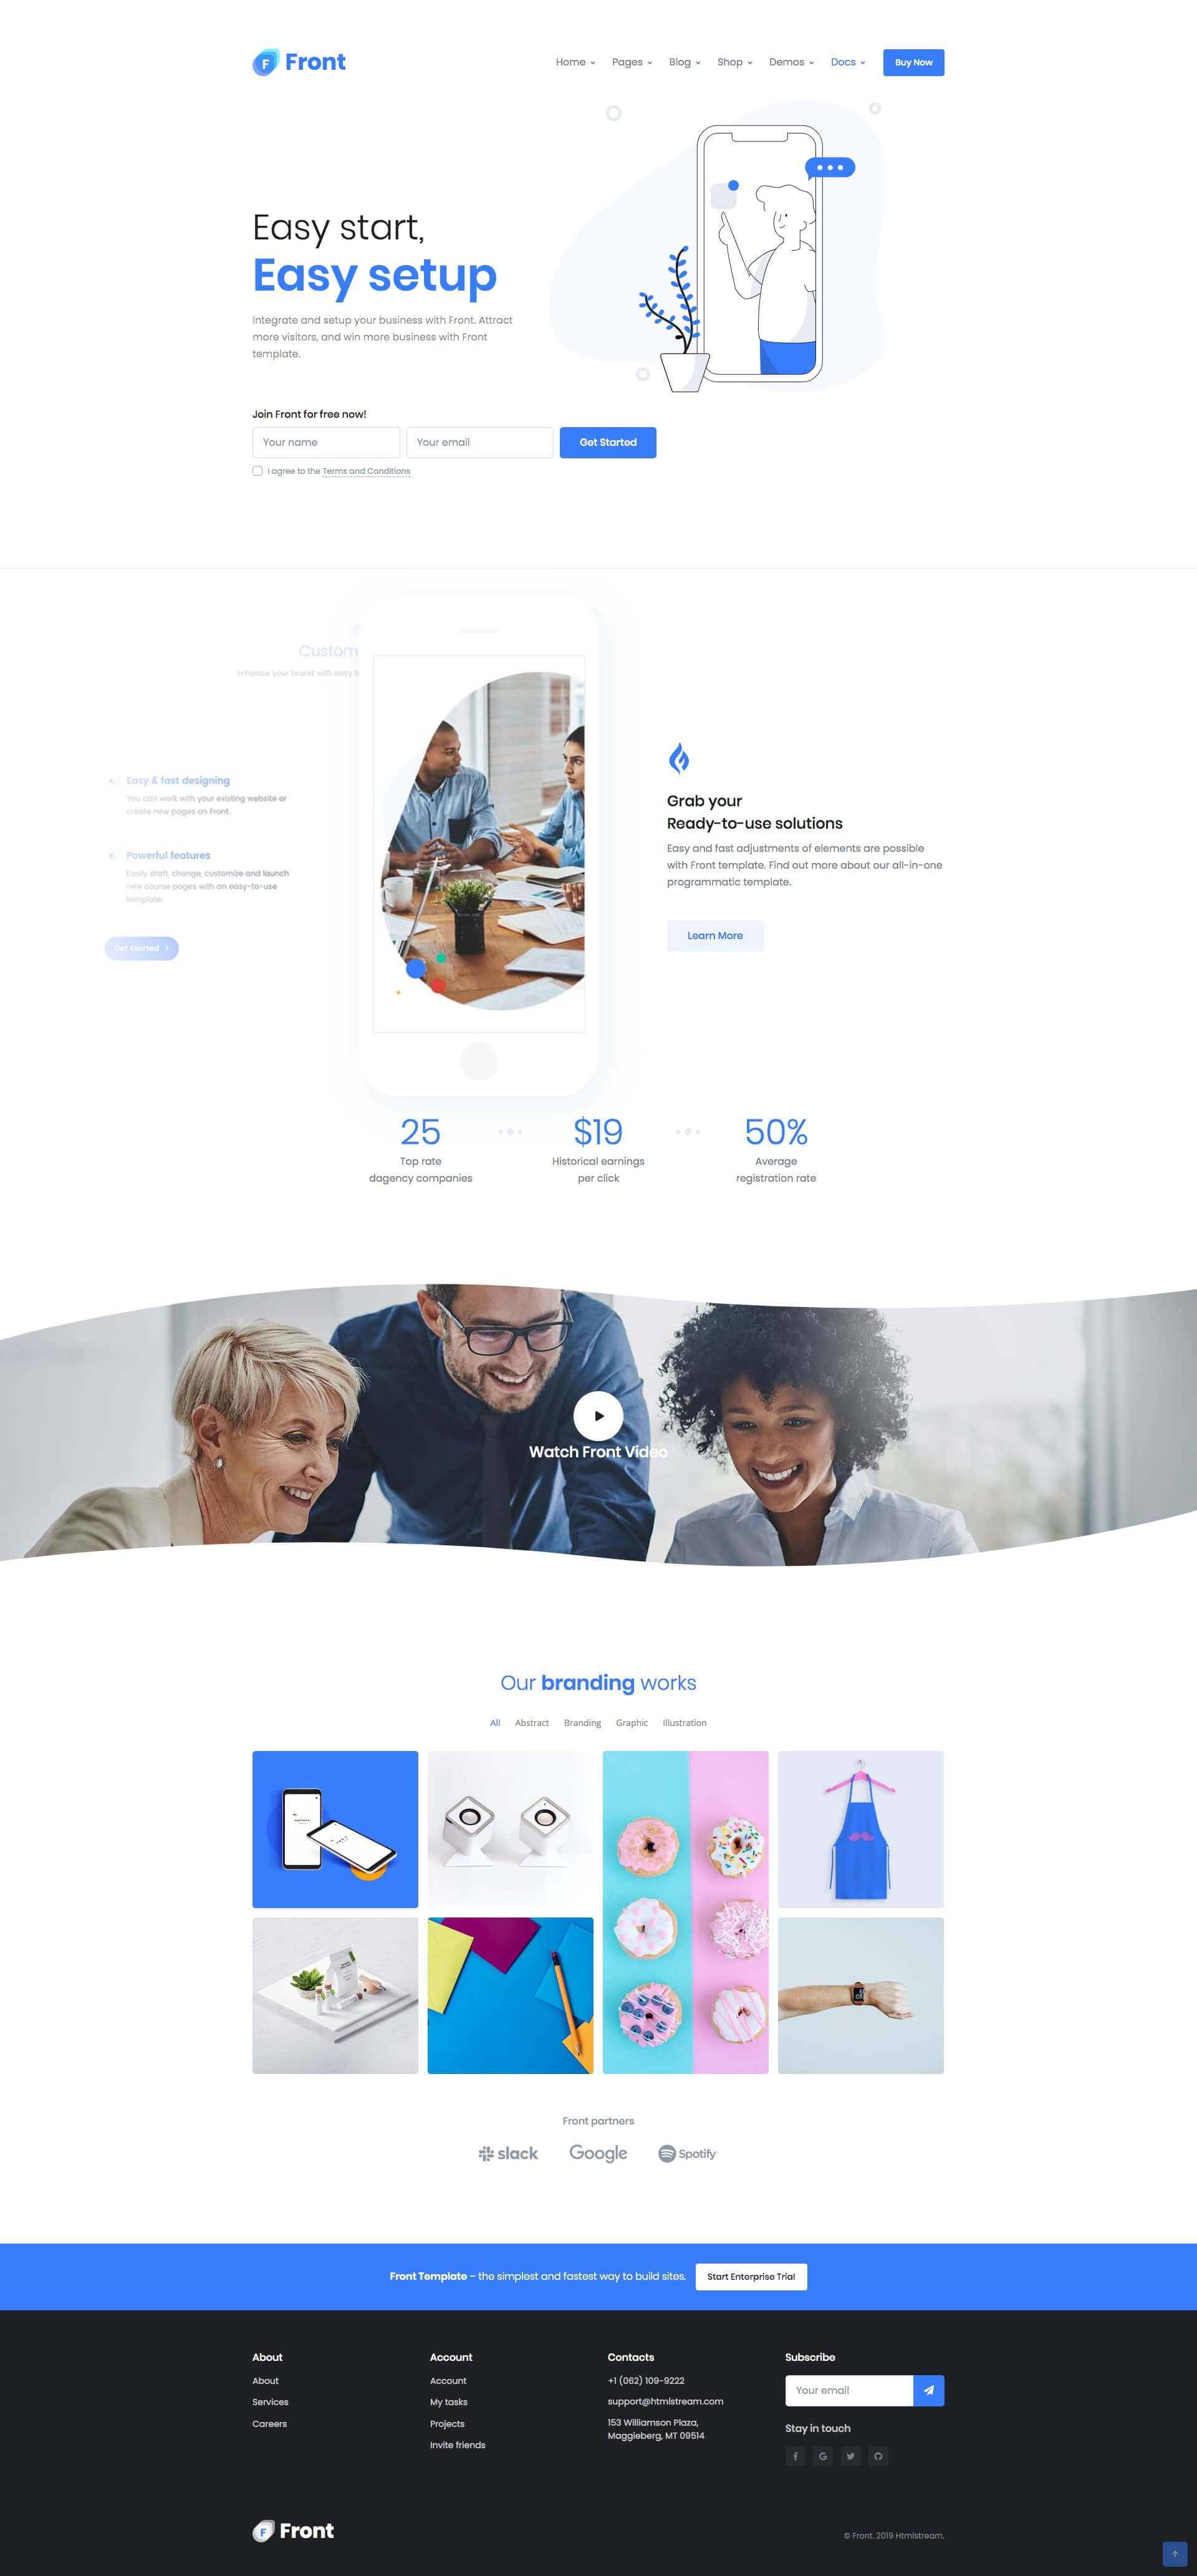 Front
Home Pages Blog Shop Demos Docs Buy Now
Easy start,
Easy setup
Integrate and setup your business with Front. Attract
more visitors, and win more business with Front
template.
Join Front for free now!
Your name Your email Get Started
I agree to the Terms and Conditions
Custom
Enhance your brand with easy
Easy & fast designing
You can work with your existing website or
create new pages on Front.
Powerful features
Easily draft, change, customize and launch
new course pages with an easy-to-use
template.
Get Started
Grab your
Ready-to-use solutions
Easy and fast adjustments of elements are possible
with Front template. Find out more about our all-in-one
programmatic template.
Learn More
25
Top rate
dagency companies
$19
Historical earnings
per click
50%
Average
registration rate
Watch Front Video
Our branding works
All Abstract Branding Graphic Illustration
Front partners
slack Google Spotify
Front Template – the simplest and fastest way to build sites. Start Enterprise Trial
About
About
Services
Careers
Account
Account
My tasks
Projects
Invite friends
Contacts
+1 (062) 109-9222
support@htmlstream.com
153 Williamson Plaza,
Maggieberg, MT 09514
Subscribe
Your email
Stay in touch
Front
© Front. 2019 Htmlstream.